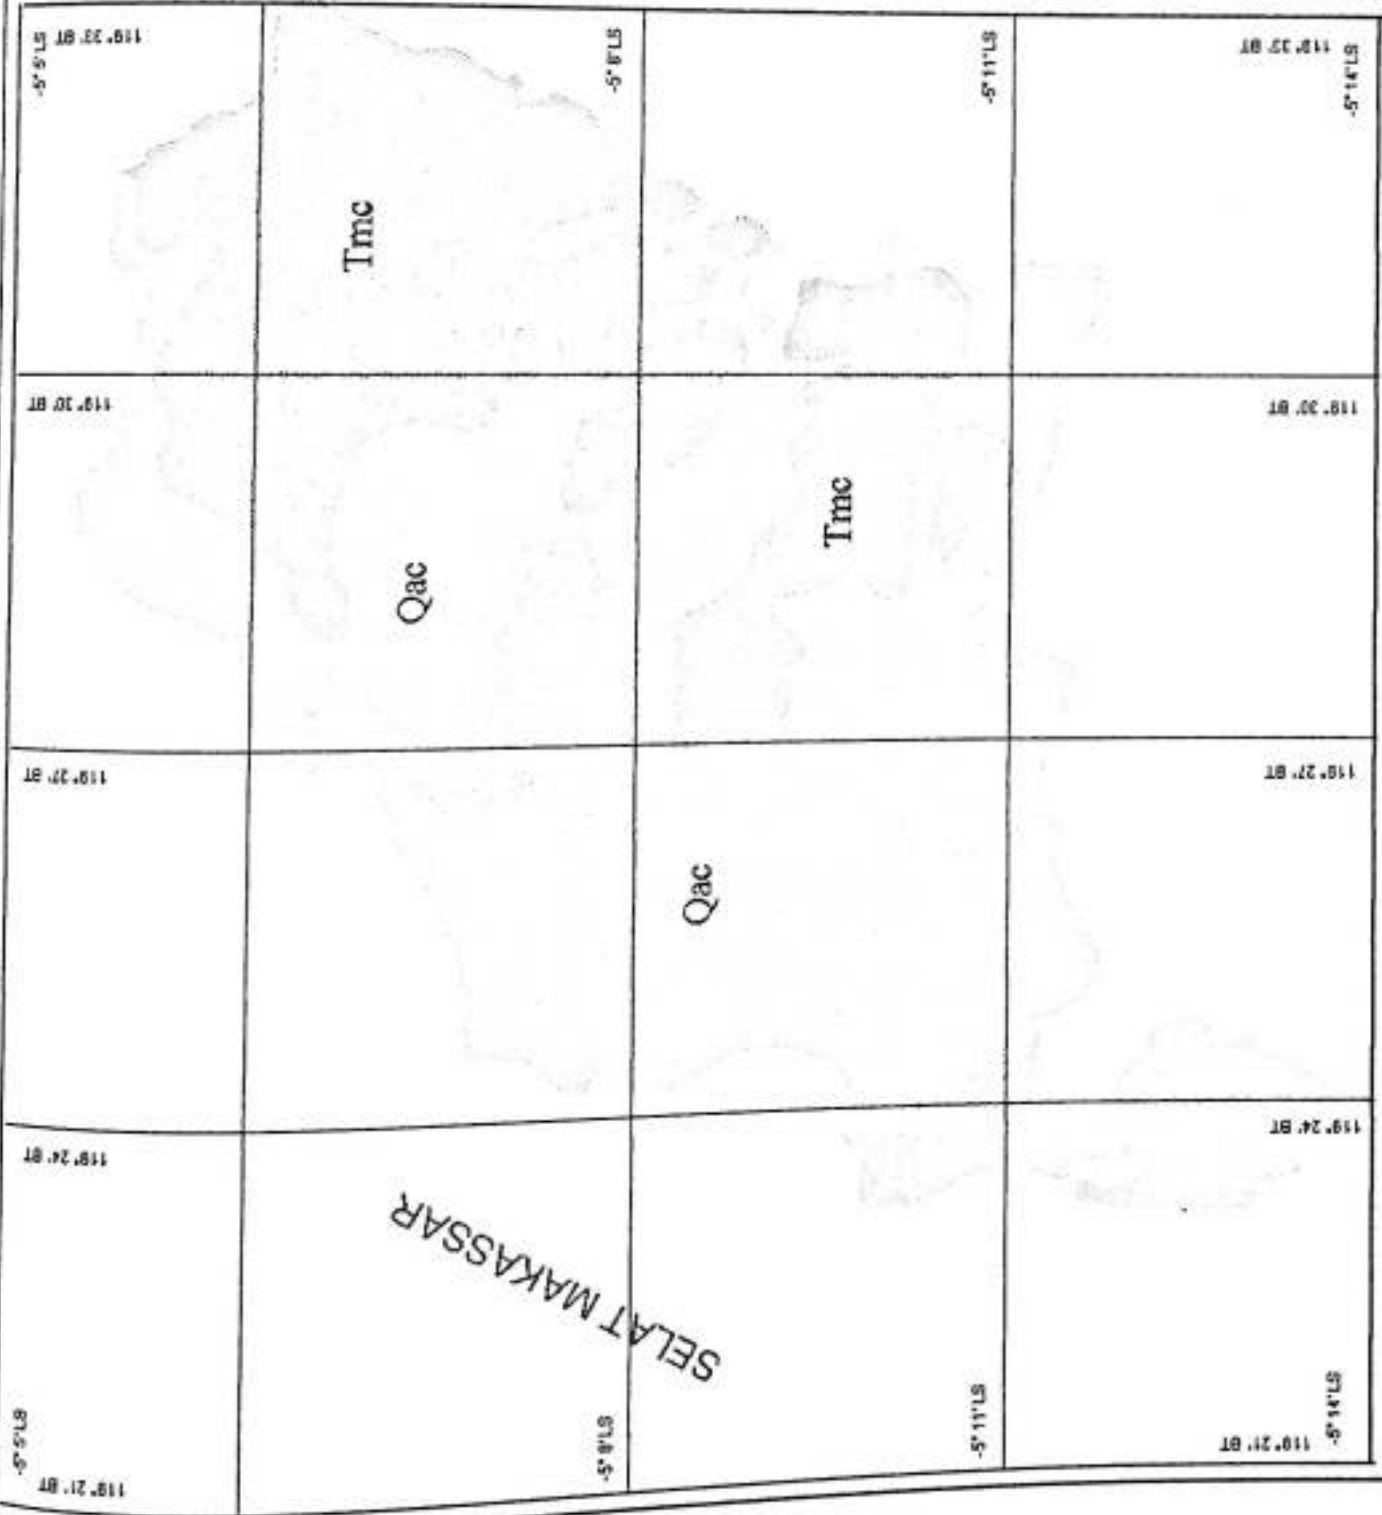 -5°5'LS
119°21' BT
119°24' BT
119°27' BT
119°30' BT
119°33' BT
-5°5'LS
Tmc
Qac
SELAT MAKASSAR
-5°8'LS
-5°8'LS
Qac
Tmc
-5°11'LS
-5°11'LS
119°21' BT
119°24' BT
119°27' BT
119°30' BT
119°33' BT
-5°14'LS
-5°14'LS